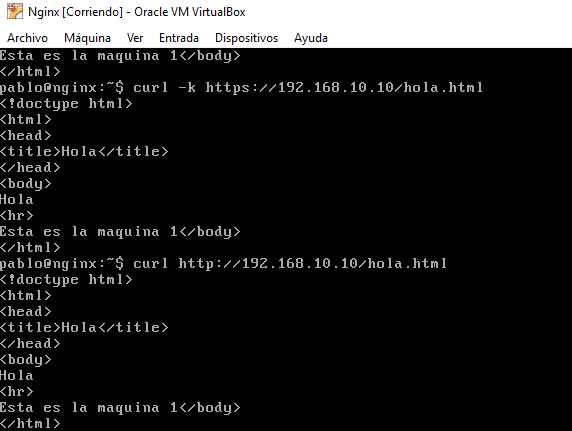 Nginx [Corriendo] - Oracle VM VirtualBox
Archivo Máquina Ver Entrada Dispositivos Ayuda
Esta es la maquina 1</body>
</html>
pablo@nginx:~$ curl -k https://192.168.10.10/hola.html
<!doctype html>
<html>
<head>
<title>Hola</title>
</head>
<body>
Hola
<hr>
Esta es la maquina 1</body>
</html>
pablo@nginx:~$ curl http://192.168.10.10/hola.html
<!doctype html>
<html>
<head>
<title>Hola</title>
</head>
<body>
Hola
<hr>
Esta es la maquina 1</body>
</html>